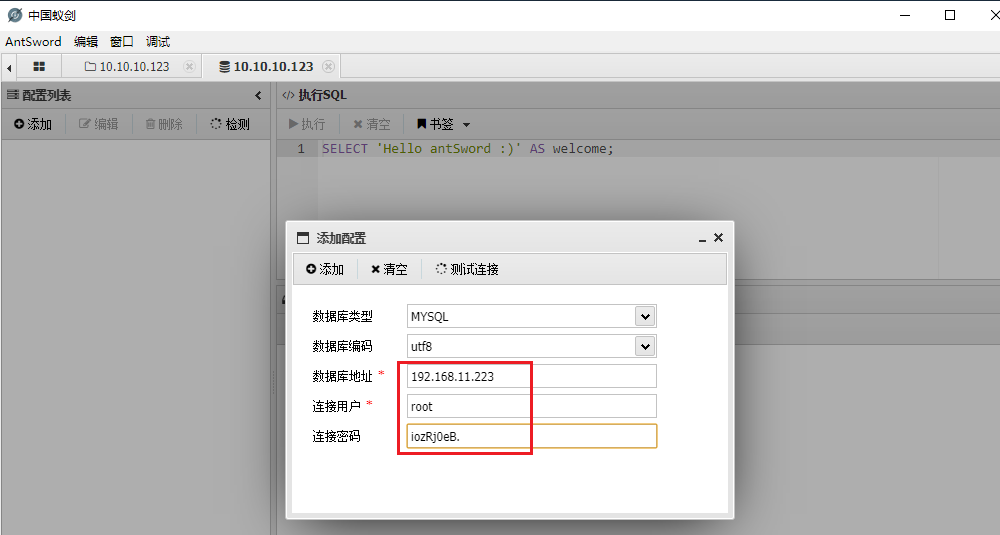 中国蚁剑
AntSword 编辑 窗口 调试
10.10.10.123 10.10.10.123
配置列表
添加 编辑 删除 检测
</> 执行SQL
执行 清空 书签
1 SELECT 'Hello antSword :)' AS welcome;
添加配置
添加 清空 测试连接
数据库类型 MYSQL
数据库编码 utf8
数据库地址 * 192.168.11.223
连接用户 * root
连接密码 iozRj0eB.